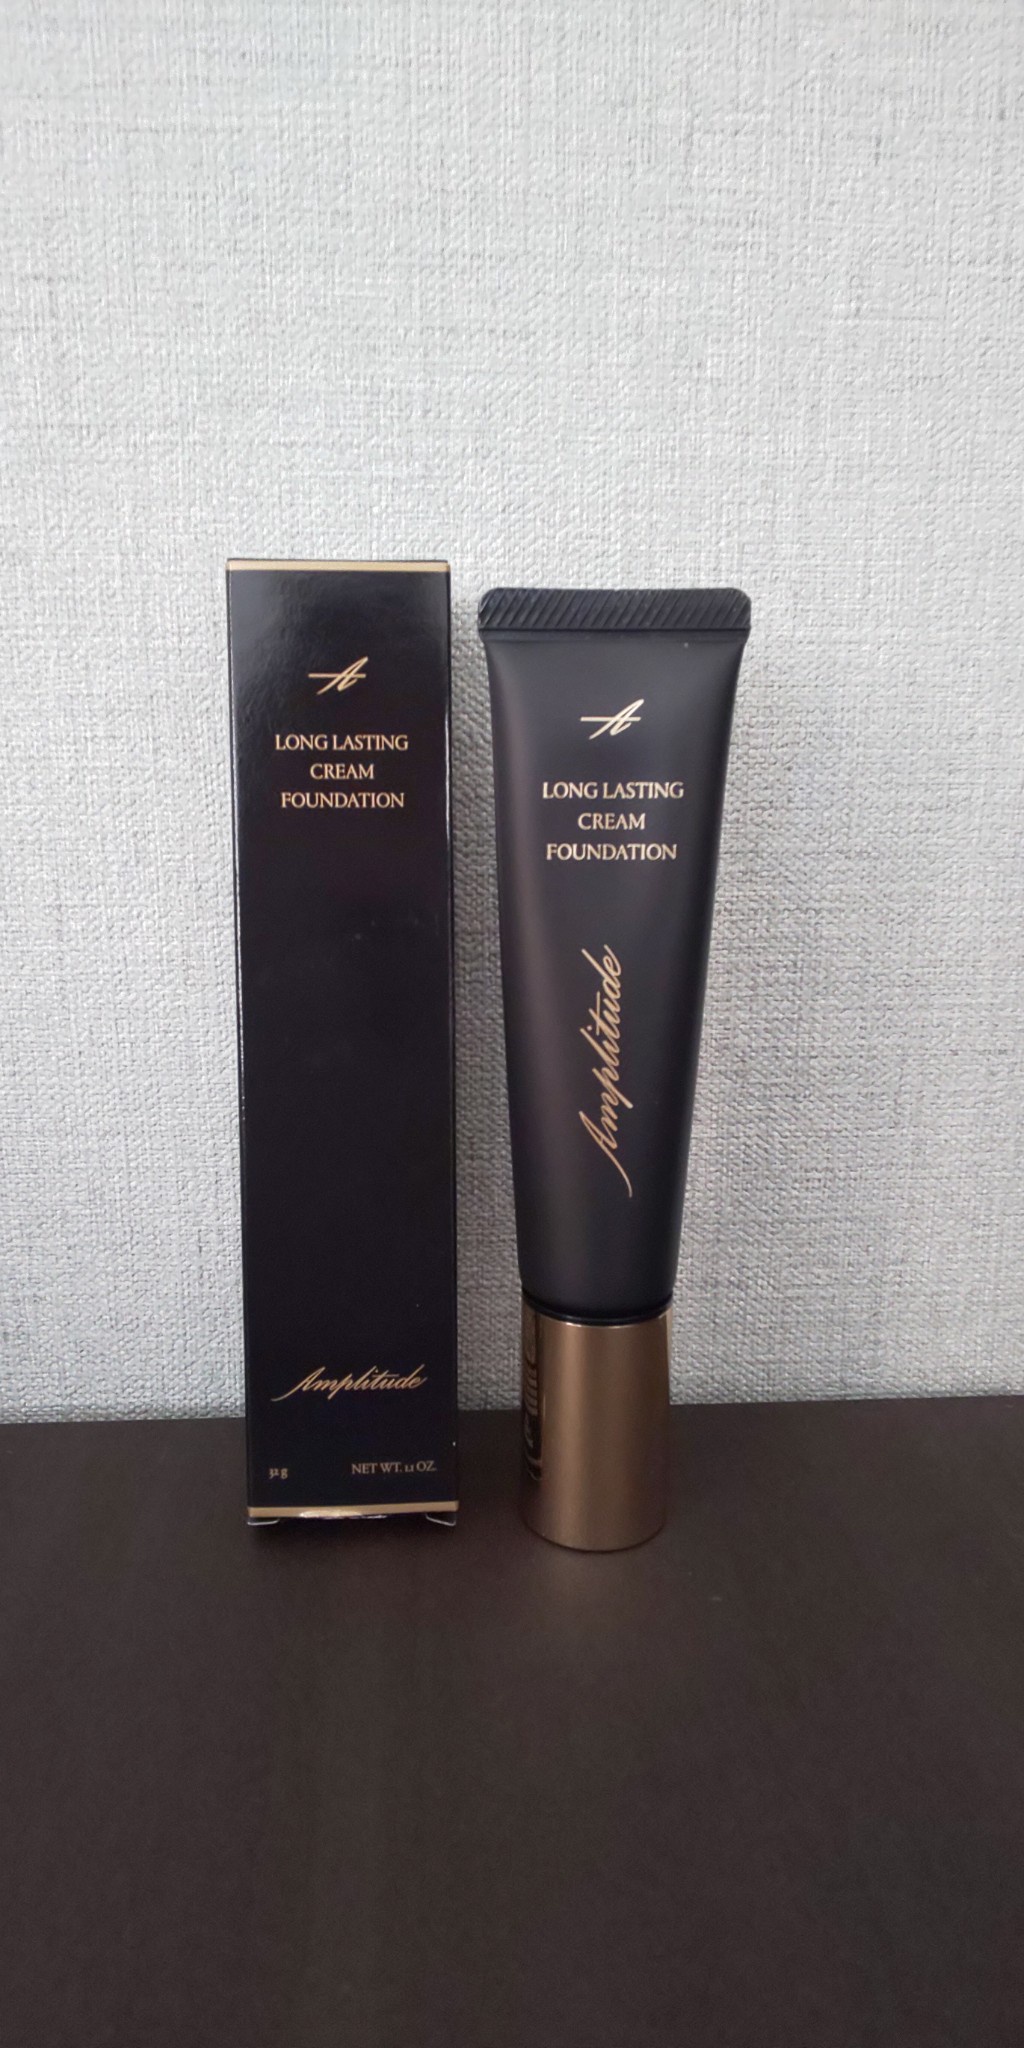 A
LONG LASTING
CREAM
FOUNDATION
Amplitude
32 g
NET WT. 1.1 OZ.
A
LONG LASTING
CREAM
FOUNDATION
Amplitude